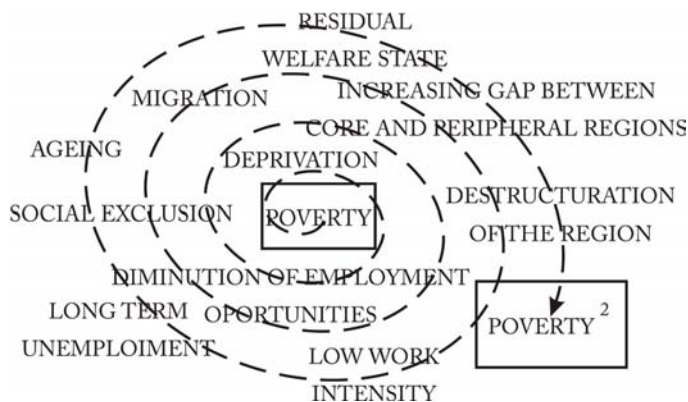 RESIDUAL
WELFARE STATE
MIGRATION
INCREASING GAP BETWEEN
CORE AND PERIPHERAL REGIONS
AGEING
DEPRIVATION
DESTRUCTURATION
OF THE REGION
SOCIAL EXCLUSION
POVERTY
DIMINUTION OF EMPLOYMENT
OPORTUNITIES
LONG TERM
UNEMPLOIMENT
POVERTY ²
LOW WORK
INTENSITY